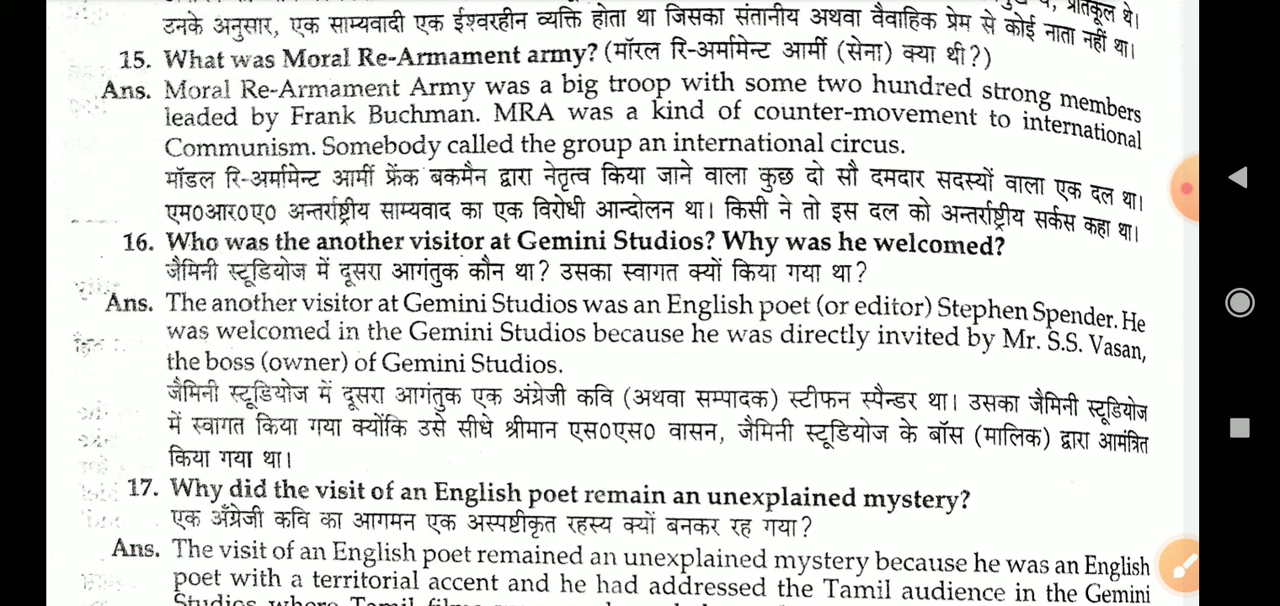 उनके अनुसार, एक साम्यवादी एक ईश्वरहीन व्यक्ति होता था जिसका संतानीय अथवा वैवाहिक प्रेम से कोई नाता नहीं था।
प्रतिकूल थे।
15. What was Moral Re-Armament army? (मॉरल रि-अर्मामेन्ट आर्मी (सेना) क्या थी?)
Ans. Moral Re-Armament Army was a big troop with some two hundred strong members
leaded by Frank Buchman. MRA was a kind of counter-movement to international
Communism. Somebody called the group an international circus.
मॉडल रि-अर्मामेन्ट आर्मी फ्रेंक बकमैन द्वारा नेतृत्व किया जाने वाला कुछ दो सौ दमदार सदस्यों वाला एक दल था।
एम०आर०ए० अन्तर्राष्ट्रीय साम्यवाद का एक विरोधी आन्दोलन था। किसी ने तो इस दल को अन्तर्राष्ट्रीय सर्कस कहा था।
16. Who was the another visitor at Gemini Studios? Why was he welcomed?
जैमिनी स्टूडियोज में दूसरा आगंतुक कौन था? उसका स्वागत क्यों किया गया था?
Ans. The another visitor at Gemini Studios was an English poet (or editor) Stephen Spender. He
was welcomed in the Gemini Studios because he was directly invited by Mr. S.S. Vasan,
the boss (owner) of Gemini Studios.
जैमिनी स्टूडियोज में दूसरा आगंतुक एक अंग्रेजी कवि (अथवा सम्पादक) स्टीफन स्पैन्डर था। उसका जैमिनी स्टूडियोज
में स्वागत किया गया क्योंकि उसे सीधे श्रीमान एस०एस० वासन, जैमिनी स्टूडियोज के बॉस (मालिक) द्वारा आमंत्रित
किया गया था।
17. Why did the visit of an English poet remain an unexplained mystery?
एक अँग्रेजी कवि का आगमन एक अस्पष्टीकृत रहस्य क्यों बनकर रह गया?
Ans. The visit of an English poet remained an unexplained mystery because he was an English
poet with a territorial accent and he had addressed the Tamil audience in the Gemini
Studios where Tamil films